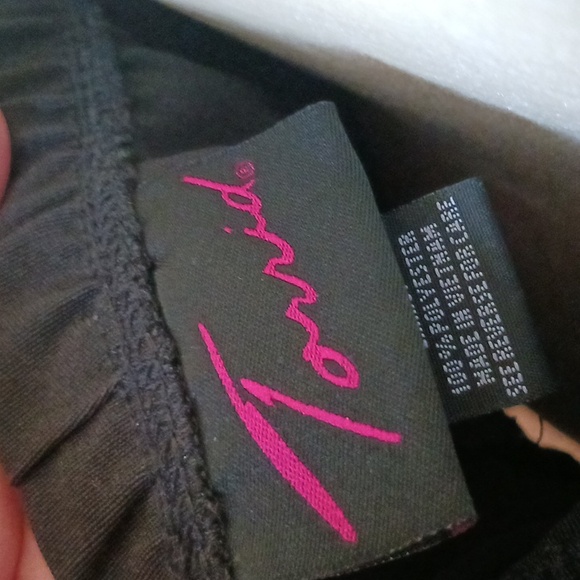 Torrid®
100% POLYESTER
MADE IN VIETNAM
SEE REVERSE FOR CARE